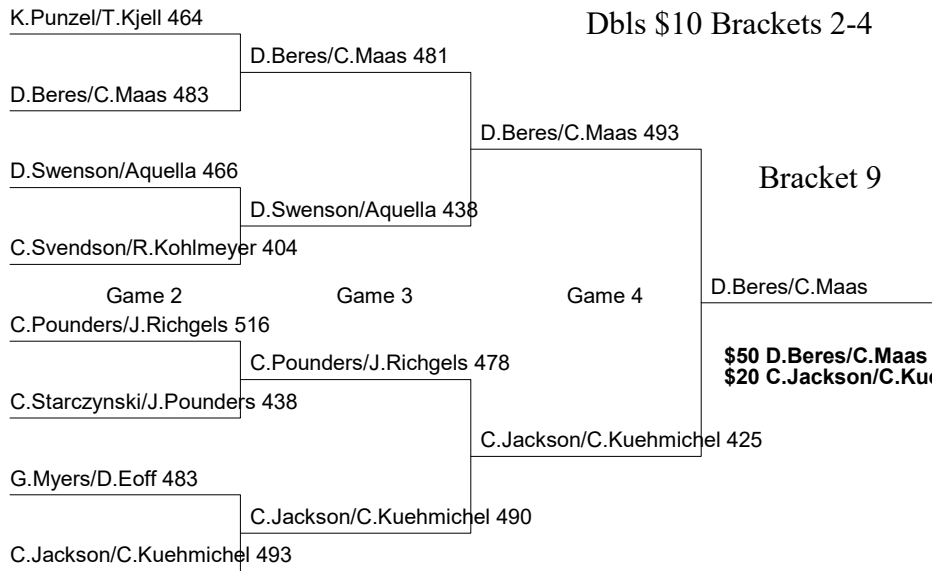 K.Punzel/T.Kjell 464
Dbls $10 Brackets 2-4
D.Beres/C.Maas 481
D.Beres/C.Maas 483
D.Beres/C.Maas 493
D.Swenson/Aquella 466
Bracket 9
D.Swenson/Aquella 438
C.Svendson/R.Kohlmeyer 404
Game 2
Game 3
Game 4
D.Beres/C.Maas
C.Pounders/J.Richgels 516
C.Pounders/J.Richgels 478
$50 D.Beres/C.Maas
$20 C.Jackson/C.Kue
C.Starczynski/J.Pounders 438
C.Jackson/C.Kuehmichel 425
G.Myers/D.Eoff 483
C.Jackson/C.Kuehmichel 490
C.Jackson/C.Kuehmichel 493